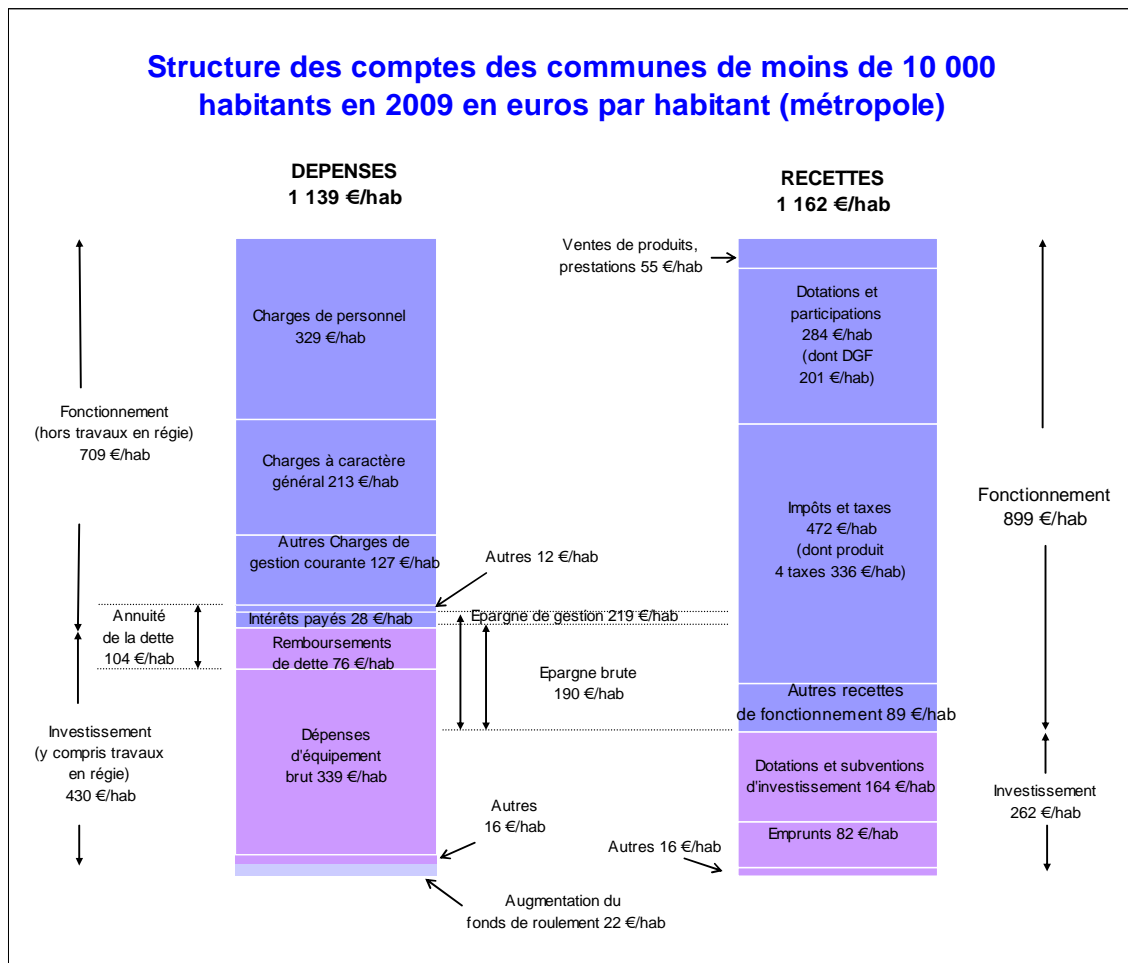 Structure des comptes des communes de moins de 10 000
habitants en 2009 en euros par habitant (métropole)
DEPENSES
1 139 €/hab
RECETTES
1 162 €/hab
Fonctionnement
(hors travaux en régie)
709 €/hab
Annuité
de la dette
104 €/hab
Investissement
(y compris travaux
en régie)
430 €/hab
Charges de personnel
329 €/hab
Charges à caractère
général 213 €/hab
Autres Charges de
gestion courante 127 €/hab
Intérêts payés 28 €/hab
Remboursements
de dette 76 €/hab
Dépenses
d'équipement
brut 339 €/hab
Autres 12 €/hab
Epargne de gestion 219 €/hab
Epargne brute
190 €/hab
Autres
16 €/hab
Augmentation du
fonds de roulement 22 €/hab
Ventes de produits,
prestations 55 €/hab
Dotations et
participations
284 €/hab
(dont DGF
201 €/hab)
Impôts et taxes
472 €/hab
(dont produit
4 taxes 336 €/hab)
Autres recettes
de fonctionnement 89 €/hab
Dotations et subventions
d'investissement 164 €/hab
Emprunts 82 €/hab
Autres 16 €/hab
Fonctionnement
899 €/hab
Investissement
262 €/hab